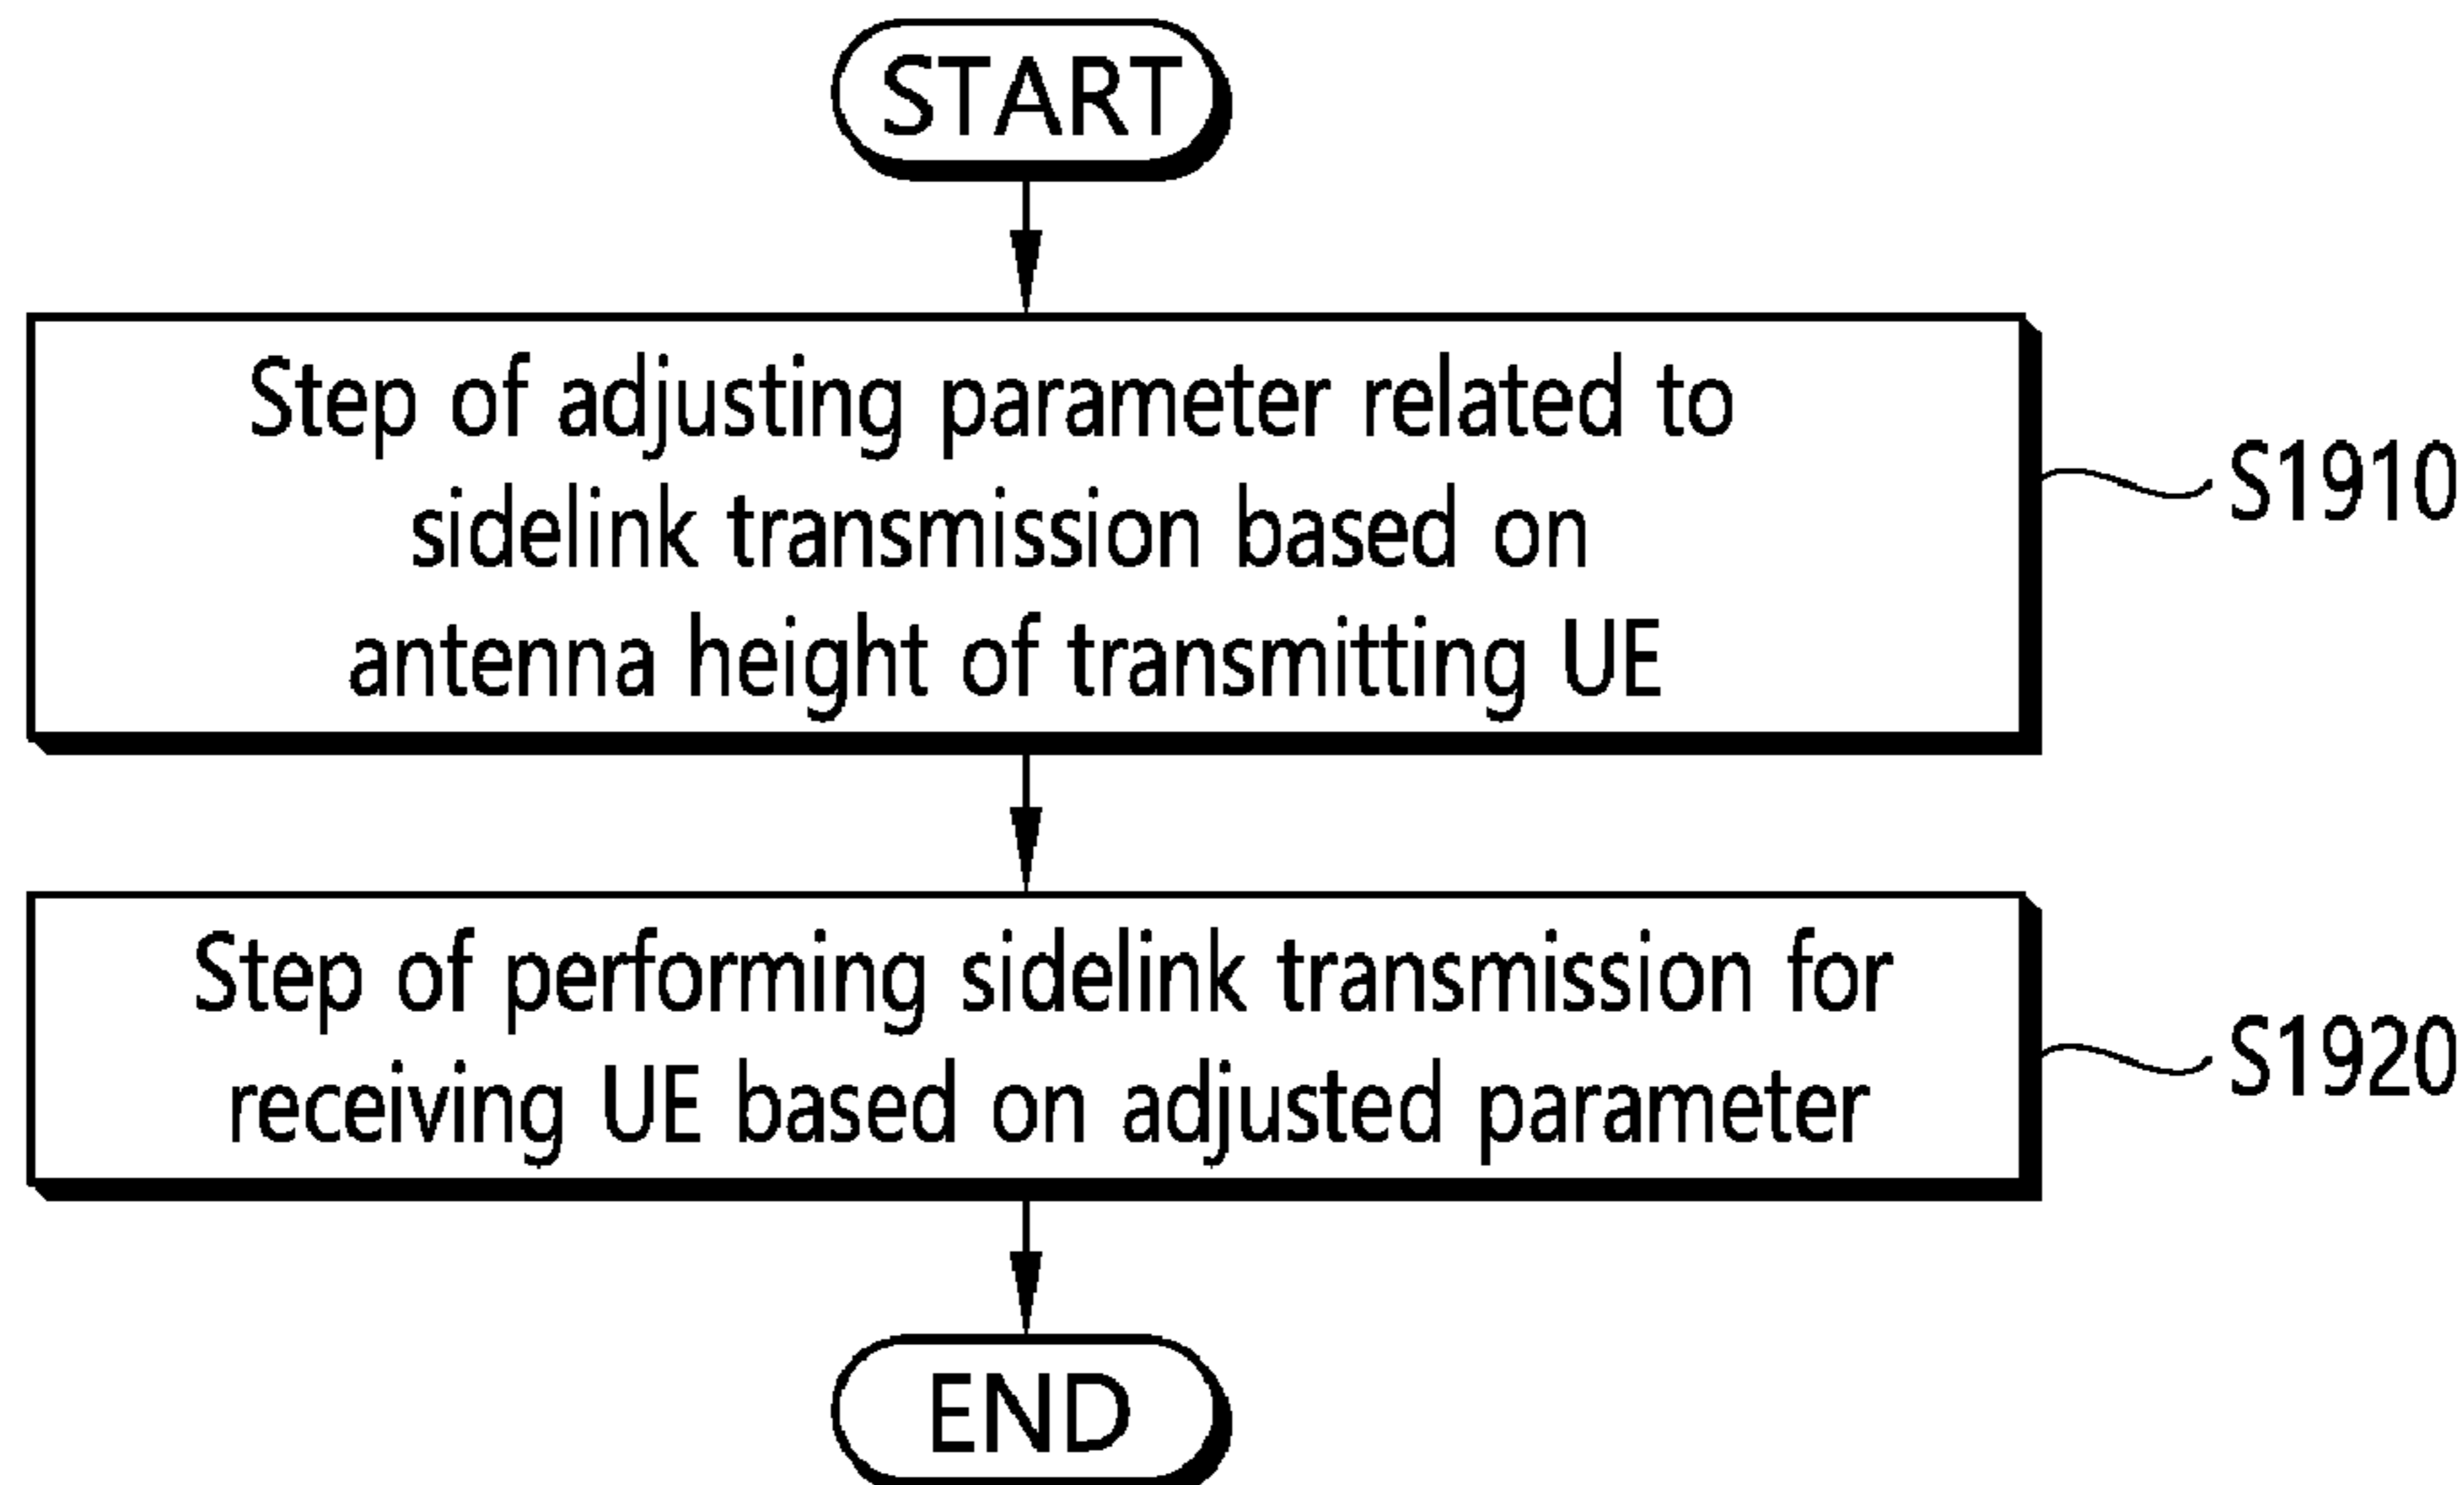 START
Step of adjusting parameter related to
sidelink transmission based on
antenna height of transmitting UE
S1910
Step of performing sidelink transmission for
receiving UE based on adjusted parameter
S1920
END